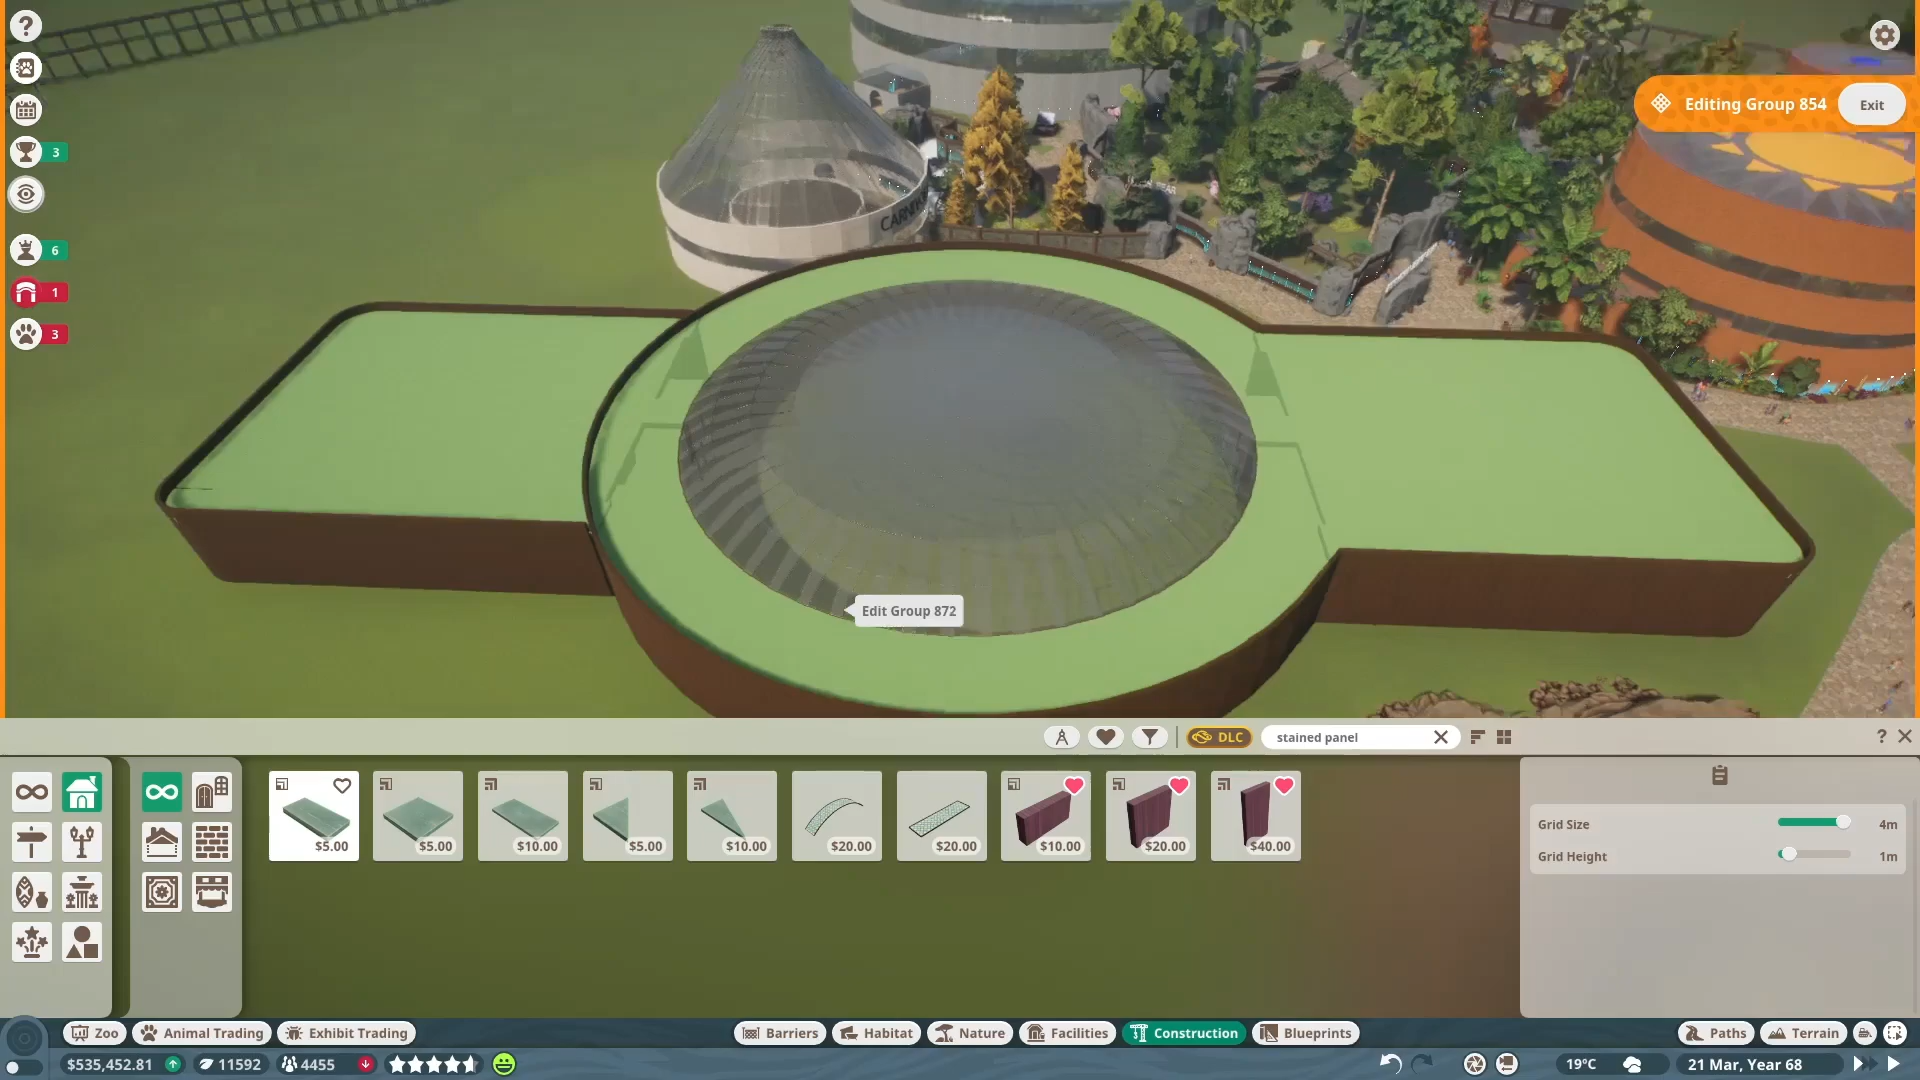 ?
3
6
1
3
Editing Group 854
Exit
Edit Group 872
DLC
stained panel
?
$5.00
$5.00
$10.00
$5.00
$10.00
$20.00
$20.00
$10.00
$20.00
$40.00
Grid Size
4m
Grid Height
1m
Zoo
Animal Trading
Exhibit Trading
Barriers
Habitat
Nature
Facilities
Construction
Blueprints
Paths
Terrain
$535,452.81
11592
4455
19°C
21 Mar, Year 68